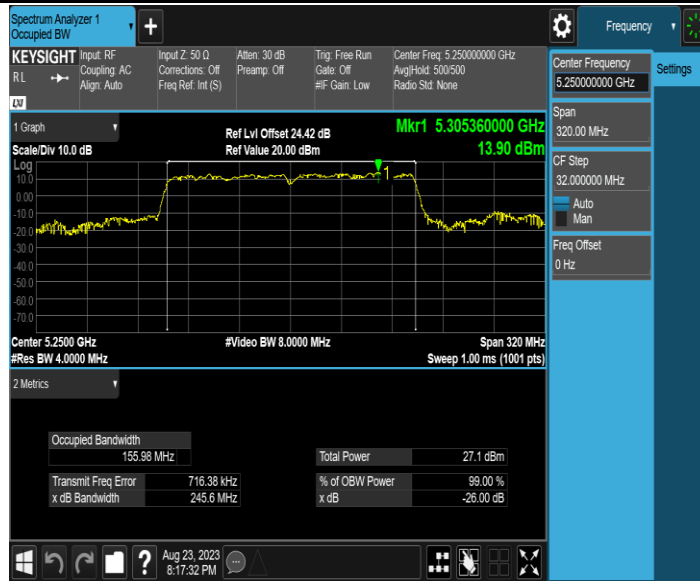 Spectrum Analyzer 1
Occupied BW
Frequency
KEYSIGHT
RL
LXI
Input: RF
Coupling: AC
Align: Auto
Input Z: 50 Ω
Corrections: Off
Freq Ref: Int (S)
Atten: 30 dB
Preamp: Off
Trig: Free Run
Gate: Off
#IF Gain: Low
Center Freq: 5.250000000 GHz
Avg|Hold: 500/500
Radio Std: None
Center Frequency
5.250000000 GHz
Settings
Span
320.00 MHz
CF Step
32.000000 MHz
Auto
Man
Freq Offset
0 Hz
1 Graph
Scale/Div 10.0 dB
Ref Lvl Offset 24.42 dB
Ref Value 20.00 dBm
Mkr1 5.305360000 GHz
13.90 dBm
Log
10.0
0.00
-10.0
-20.0
-30.0
-40.0
-50.0
-60.0
-70.0
1
Center 5.2500 GHz
#Res BW 4.0000 MHz
#Video BW 8.0000 MHz
Span 320 MHz
Sweep 1.00 ms (1001 pts)
2 Metrics
Occupied Bandwidth
155.98 MHz
Total Power 27.1 dBm
Transmit Freq Error 716.38 kHz
% of OBW Power 99.00 %
x dB Bandwidth 245.6 MHz
x dB -26.00 dB
?
Aug 23, 2023
8:17:32 PM